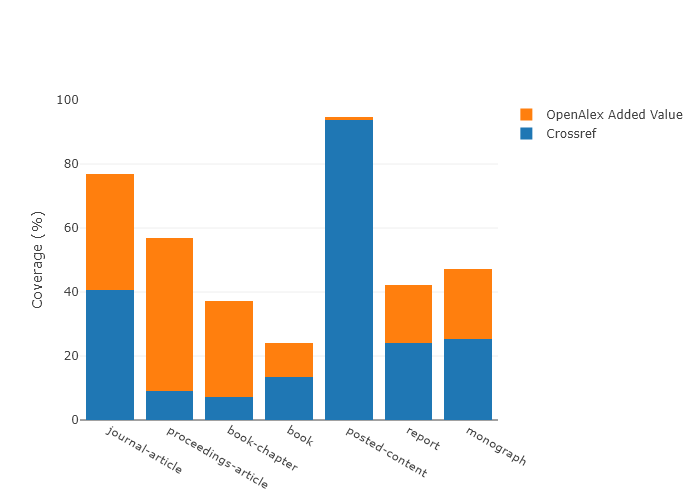 100
80
60
40
20
0
Coverage (%)
journal-article
proceedings-article
book-chapter
book
posted-content
report
monograph
OpenAlex Added Value
Crossref